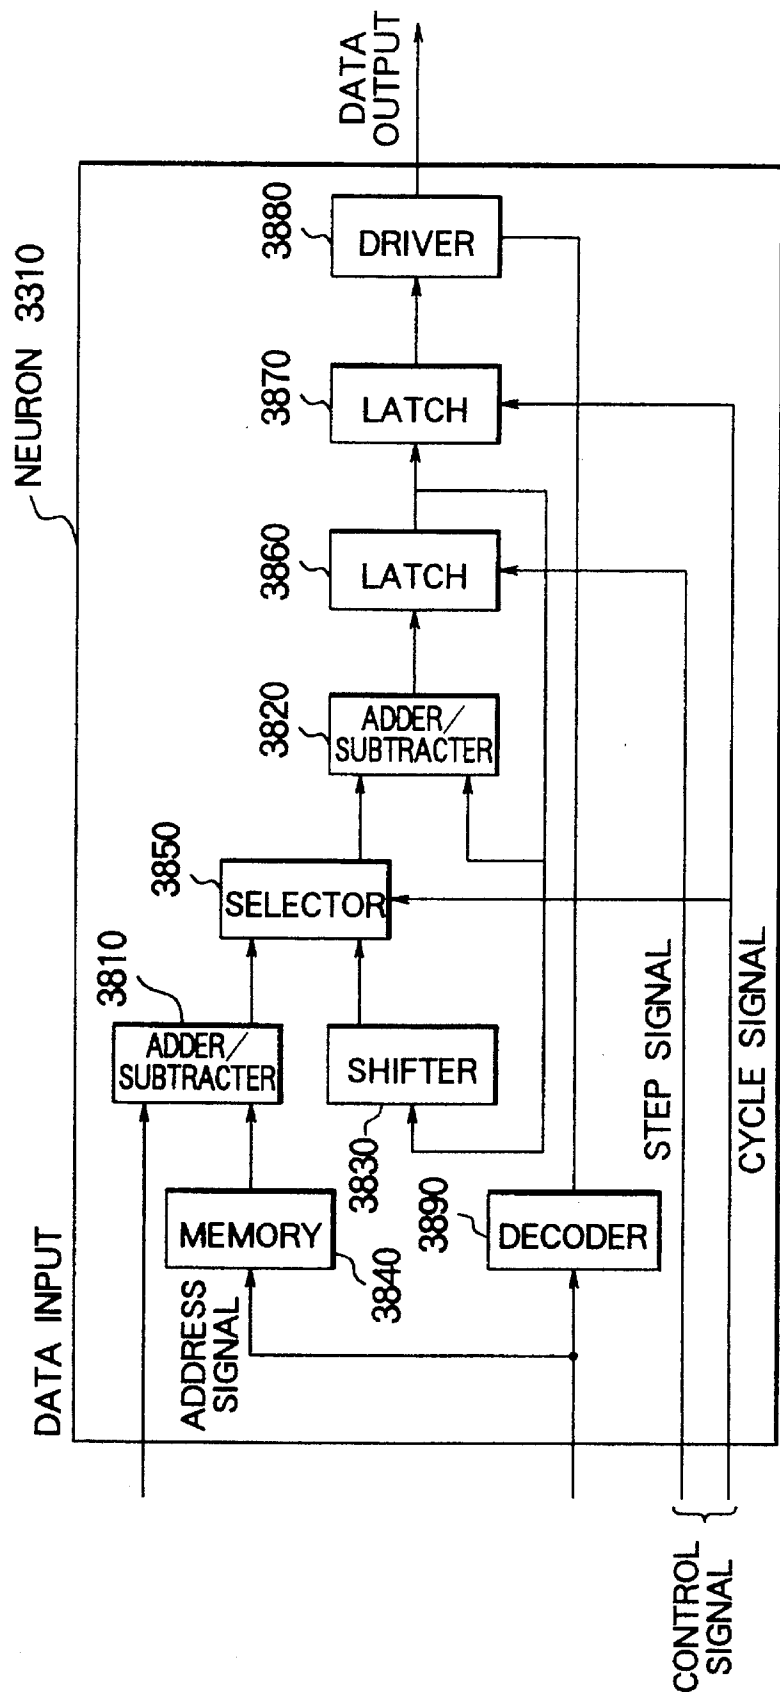 NEURON 3310
DATA INPUT
DATA
OUTPUT
3810
ADDER/
SUBTRACTER
3850
SELECTOR
3820
ADDER/
SUBTRACTER
3860
LATCH
3870
LATCH
3880
DRIVER
ADDRESS
SIGNAL
MEMORY
3840
SHIFTER
3830
3890
DECODER
STEP SIGNAL
CYCLE SIGNAL
CONTROL
SIGNAL